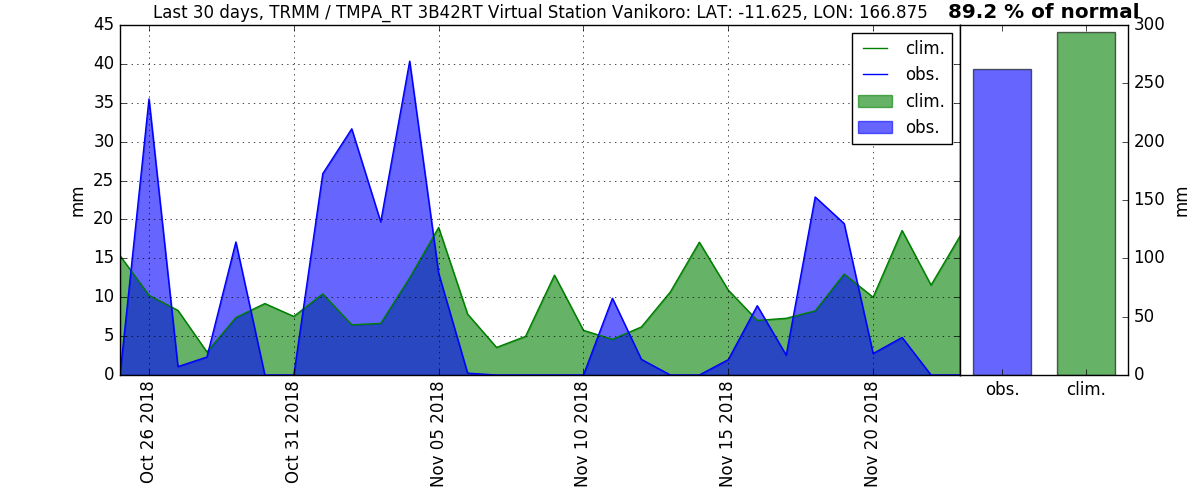 Last 30 days, TRMM / TMPA_RT 3B42RT Virtual Station Vanikoro: LAT: -11.625, LON: 166.875
89.2 % of normal
45
40
35
30
25
20
15
10
5
0
mm
clim.
obs.
clim.
obs.
Oct 26 2018
Oct 31 2018
Nov 05 2018
Nov 10 2018
Nov 15 2018
Nov 20 2018
300
250
200
150
100
50
0
mm
obs.
clim.